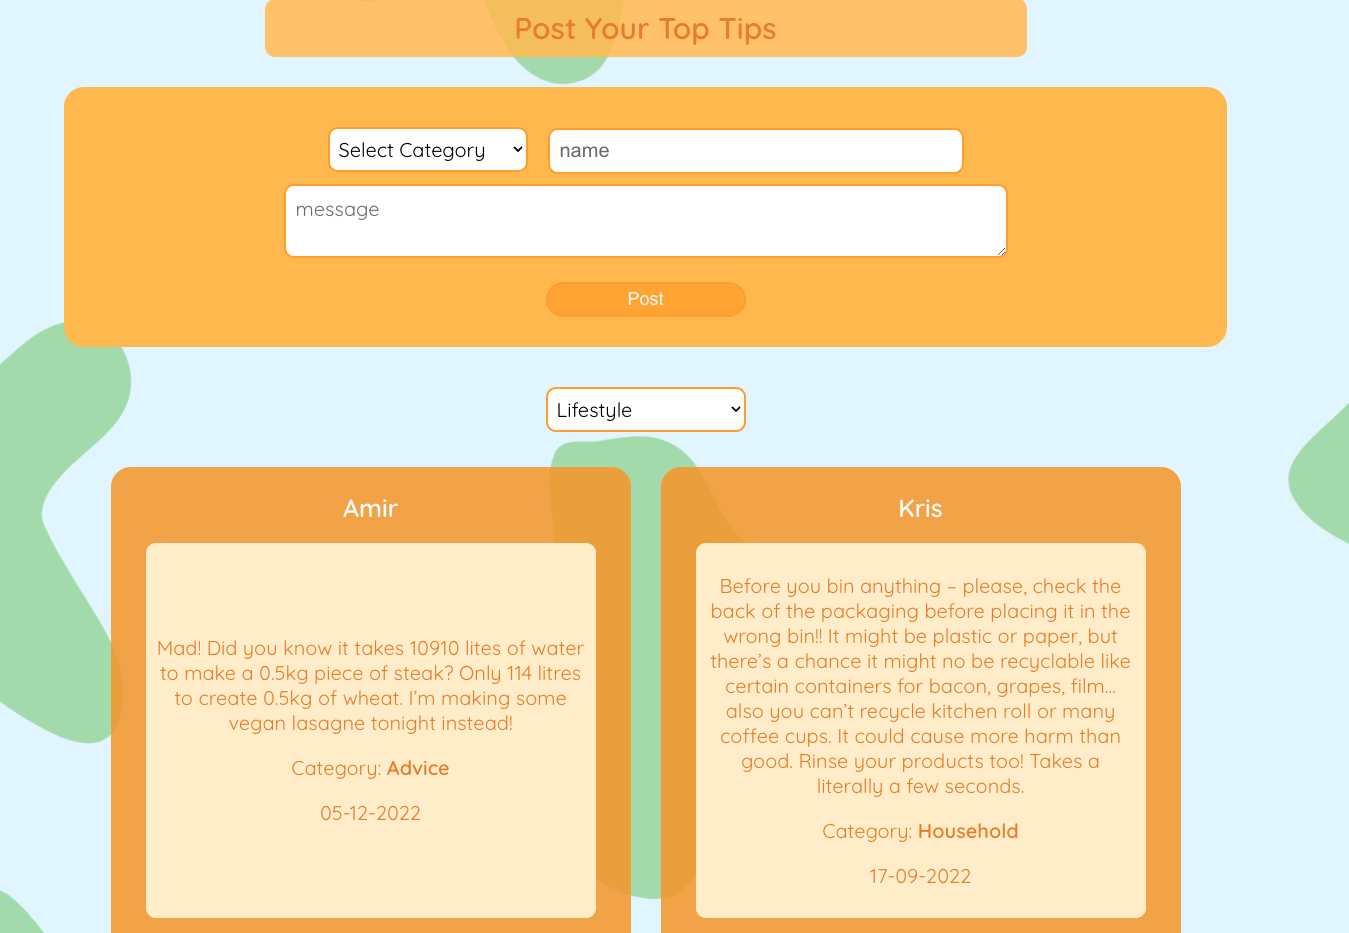 Post Your Top Tips
Select Category
name
message
Post
Lifestyle
Amir
Mad! Did you know it takes 10910 lites of water
to make a 0.5kg piece of steak? Only 114 litres
to create 0.5kg of wheat. I'm making some
vegan lasagne tonight instead!
Category: Advice
05-12-2022
Kris
Before you bin anything – please, check the
back of the packaging before placing it in the
wrong bin!! It might be plastic or paper, but
there's a chance it might no be recyclable like
certain containers for bacon, grapes, film...
also you can't recycle kitchen roll or many
coffee cups. It could cause more harm than
good. Rinse your products too! Takes a
literally a few seconds.
Category: Household
17-09-2022